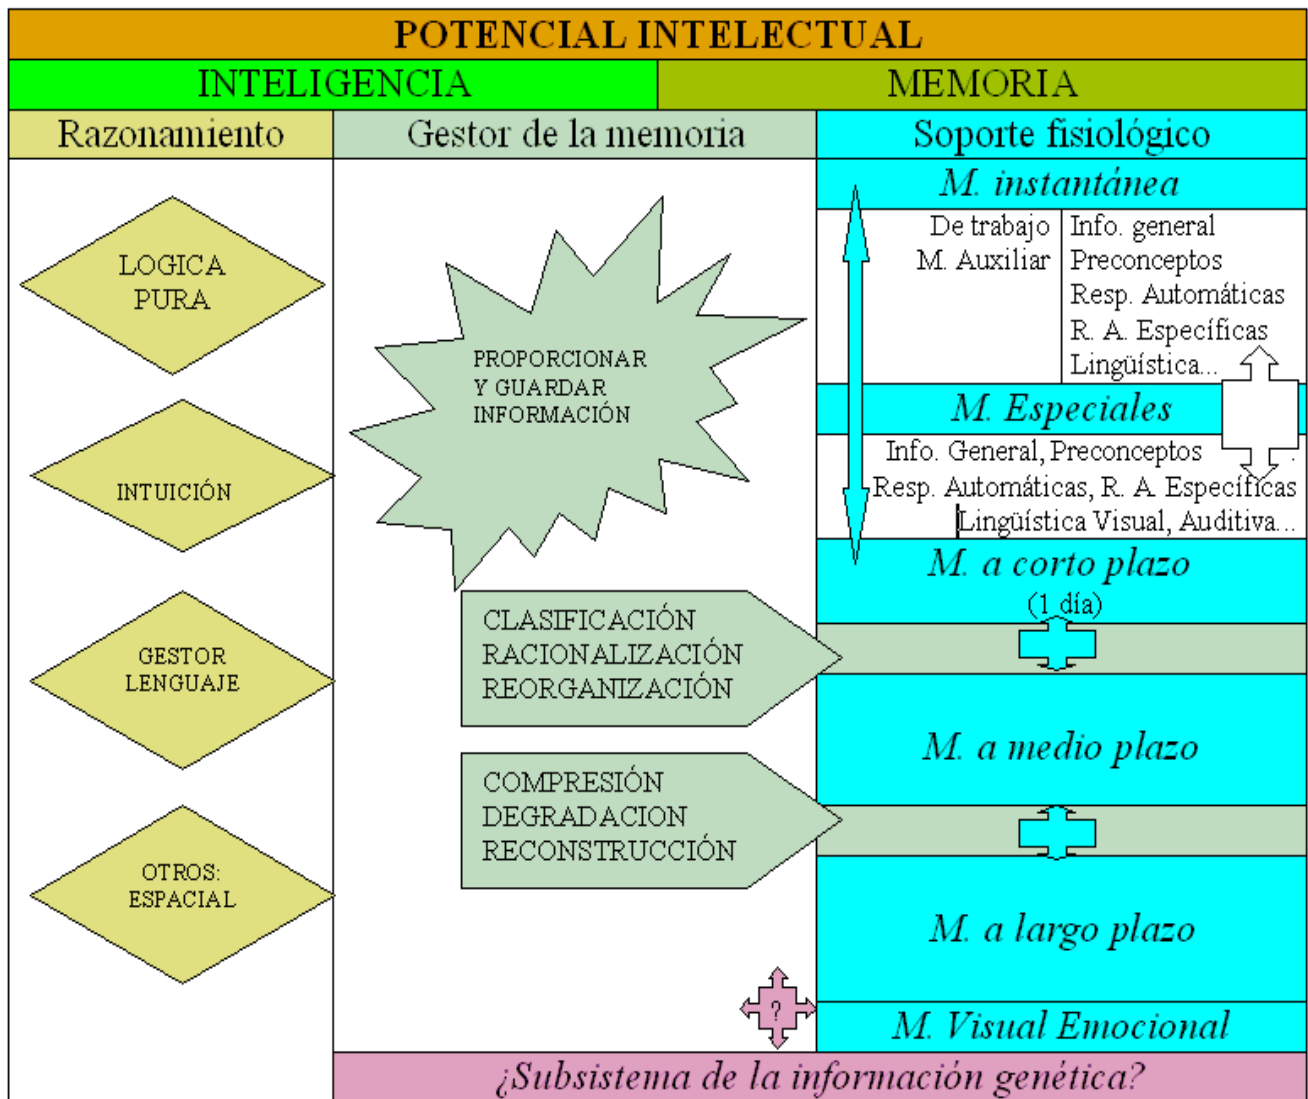 POTENCIAL INTELECTUAL
INTELIGENCIA
MEMORIA
Razonamiento
Gestor de la memoria
Soporte fisiológico
LOGICA
PURA
INTUICIÓN
GESTOR
LENGUAJE
OTROS:
ESPACIAL
PROPORCIONAR
Y GUARDAR
INFORMACIÓN
CLASIFICACIÓN
RACIONALIZACIÓN
REORGANIZACIÓN
COMPRESIÓN
DEGRADACION
RECONSTRUCCIÓN
?
M. instantánea
De trabajo
M. Auxiliar
Info. general
Preconceptos
Resp. Automáticas
R. A. Específicas
Lingüística...
M. Especiales
Info. General, Preconceptos .
Resp. Automáticas, R. A. Específicas
Lingüística Visual, Auditiva...
M. a corto plazo
(1 día)
M. a medio plazo
M. a largo plazo
M. Visual Emocional
¿Subsistema de la información genética?